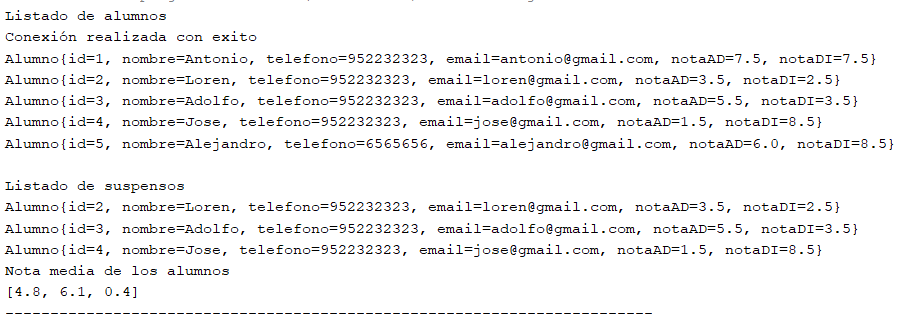 Listado de alumnos
Conexión realizada con exito
Alumno{id=1, nombre=Antonio, telefono=952232323, email=antonio@gmail.com, notaAD=7.5, notaDI=7.5}
Alumno{id=2, nombre=Loren, telefono=952232323, email=loren@gmail.com, notaAD=3.5, notaDI=2.5}
Alumno{id=3, nombre=Adolfo, telefono=952232323, email=adolfo@gmail.com, notaAD=5.5, notaDI=3.5}
Alumno{id=4, nombre=Jose, telefono=952232323, email=jose@gmail.com, notaAD=1.5, notaDI=8.5}
Alumno{id=5, nombre=Alejandro, telefono=6565656, email=alejandro@gmail.com, notaAD=6.0, notaDI=8.5}
Listado de suspensos
Alumno{id=2, nombre=Loren, telefono=952232323, email=loren@gmail.com, notaAD=3.5, notaDI=2.5}
Alumno{id=3, nombre=Adolfo, telefono=952232323, email=adolfo@gmail.com, notaAD=5.5, notaDI=3.5}
Alumno{id=4, nombre=Jose, telefono=952232323, email=jose@gmail.com, notaAD=1.5, notaDI=8.5}
Nota media de los alumnos
[4.8, 6.1, 0.4]
------------------------------------------------------------------------